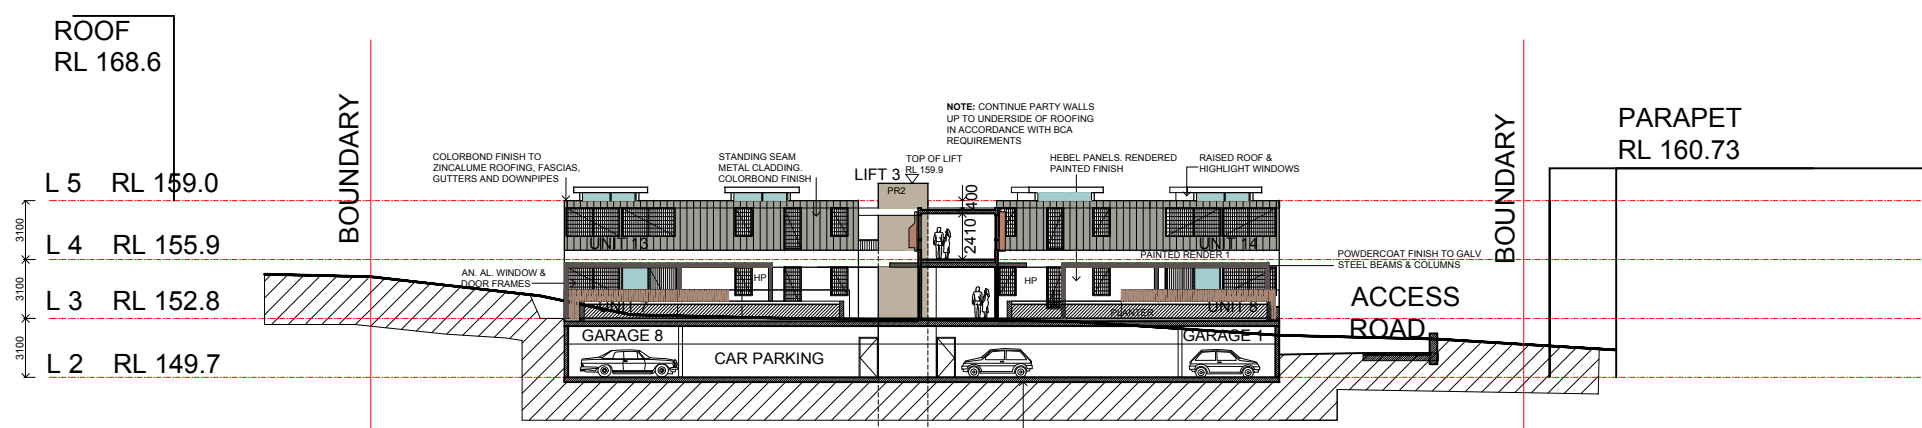 ROOF
RL 168.6
BOUNDARY
NOTE: CONTINUE PARTY WALLS
UP TO UNDERSIDE OF ROOFING
IN ACCORDANCE WITH BCA
REQUIREMENTS
BOUNDARY
PARAPET
RL 160.73
COLORBOND FINISH TO
ZINCALUME ROOFING, FASCIAS,
GUTTERS AND DOWNPIPES
STANDING SEAM
METAL CLADDING.
COLORBOND FINISH
LIFT 3
TOP OF LIFT
RL 159.9
HEBEL PANELS. RENDERED
PAINTED FINISH
RAISED ROOF &
HIGHLIGHT WINDOWS
L 5 RL 159.0
PR2
400
3100
2410
L 4 RL 155.9
UNIT 13
UNIT 14
PAINTED RENDER 1
POWDERCOAT FINISH TO GALV
STEEL BEAMS & COLUMNS
AN. AL. WINDOW &
DOOR FRAMES
HP
HP
3100
L 3 RL 152.8
UNIT 7
PLANTER
UNIT 8
ACCESS
ROAD
3100
GARAGE 8
CAR PARKING
GARAGE 1
L 2 RL 149.7